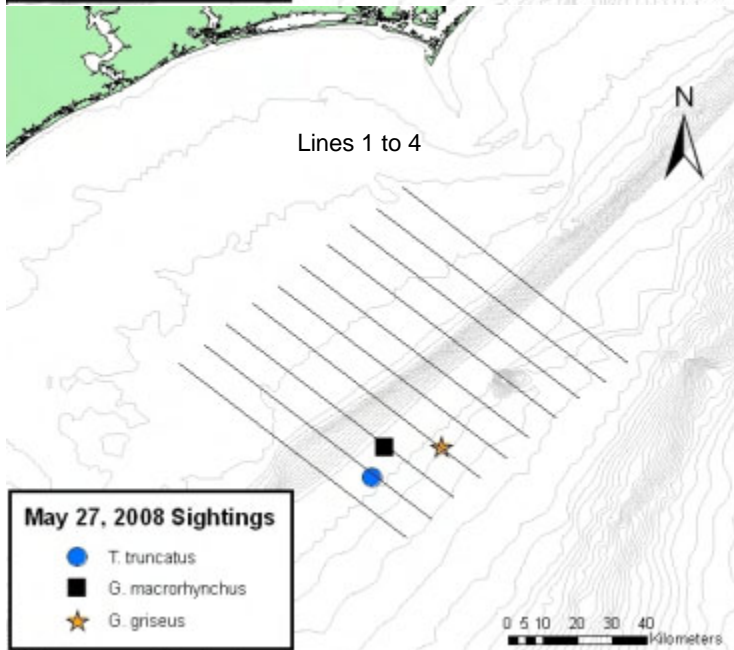 Lines 1 to 4
N
May 27, 2008 Sightings
T. truncatus
G. macrorhynchus
G. griseus
0 5 10 20 30 40
Kilometers